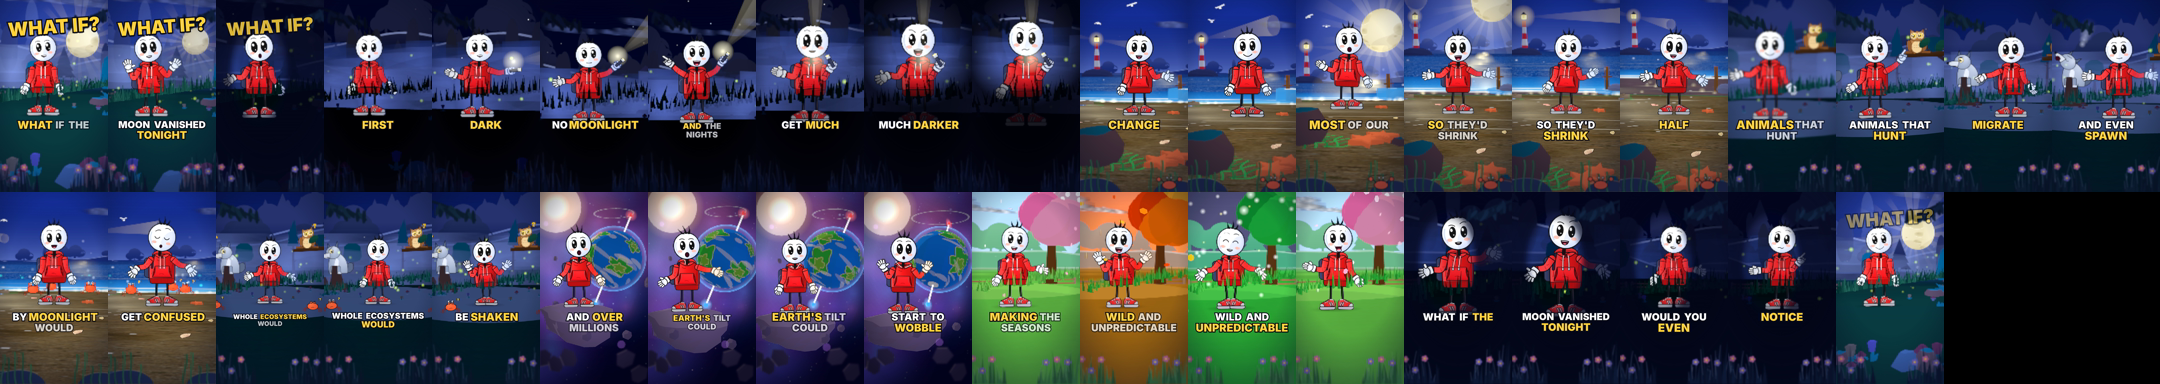 WHAT IF?
WHAT IF THE
WHAT IF?
MOON VANISHED
TONIGHT
WHAT IF?
FIRST
DARK
NO MOONLIGHT
AND THE
NIGHTS
GET MUCH
MUCH DARKER
CHANGE
MOST OF OUR
SO THEY'D
SHRINK
SO THEY'D
SHRINK
HALF
ANIMALS THAT
HUNT
ANIMALS THAT
HUNT
MIGRATE
AND EVEN
SPAWN
BY MOONLIGHT
WOULD
GET CONFUSED
WHOLE ECOSYSTEMS
WOULD
WHOLE ECOSYSTEMS
WOULD
BE SHAKEN
AND OVER
MILLIONS
EARTH'S TILT
COULD
EARTH'S TILT
COULD
START TO
WOBBLE
MAKING THE
SEASONS
WILD AND
UNPREDICTABLE
WILD AND
UNPREDICTABLE
WHAT IF THE
MOON VANISHED
TONIGHT
WOULD YOU
EVEN
NOTICE
WHAT IF?